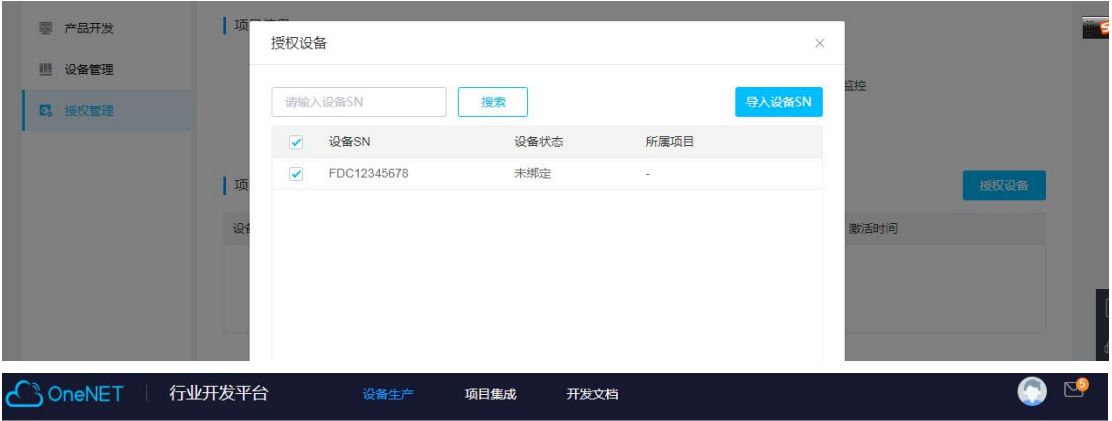 产品开发
设备管理
授权管理
项
授权设备
请输入设备SN 搜索 导入设备SN
设备SN 设备状态 所属项目
FDC12345678 未绑定 -
监控
项
授权设备
激活时间
OneNET 行业开发平台 设备生产 项目集成 开发文档 5